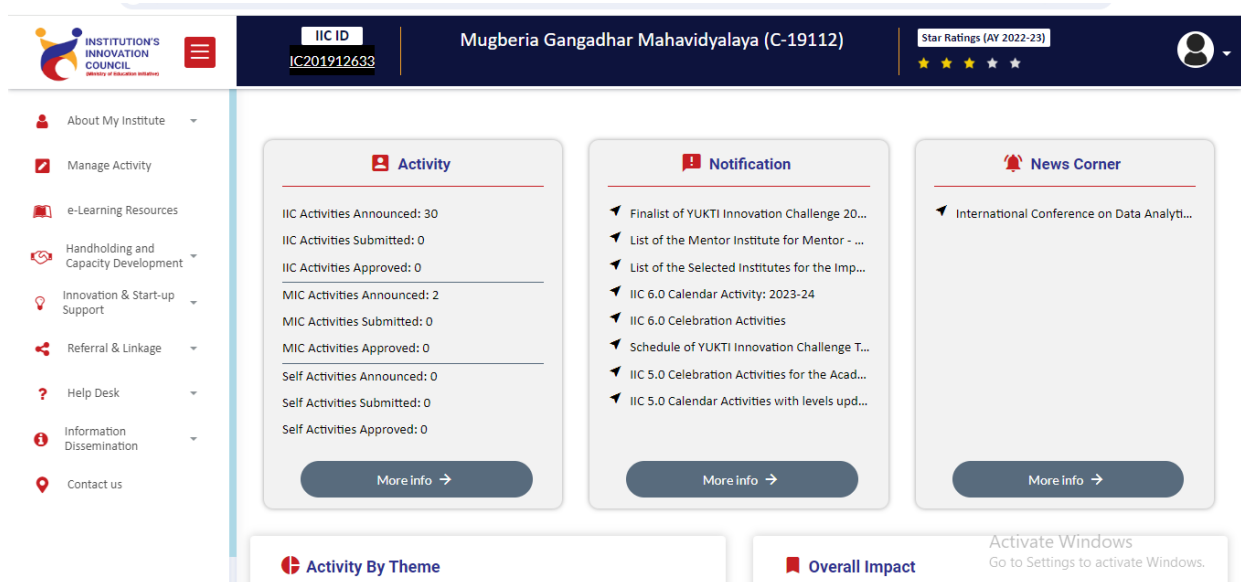 INSTITUTION'S
INNOVATION
COUNCIL
(Ministry of Education Initiative)
IIC ID
IC201912633
Mugberia Gangadhar Mahavidyalaya (C-19112)
Star Ratings (AY 2022-23)
About My Institute
Manage Activity
e-Learning Resources
Handholding and
Capacity Development
Innovation & Start-up
Support
Referral & Linkage
Help Desk
Information
Dissemination
Contact us
Activity
IIC Activities Announced: 30
IIC Activities Submitted: 0
IIC Activities Approved: 0
MIC Activities Announced: 2
MIC Activities Submitted: 0
MIC Activities Approved: 0
Self Activities Announced: 0
Self Activities Submitted: 0
Self Activities Approved: 0
More info →
Notification
Finalist of YUKTI Innovation Challenge 20...
List of the Mentor Institute for Mentor - ...
List of the Selected Institutes for the Imp...
IIC 6.0 Calendar Activity: 2023-24
IIC 6.0 Celebration Activities
Schedule of YUKTI Innovation Challenge T...
IIC 5.0 Celebration Activities for the Acad...
IIC 5.0 Calendar Activities with levels upd...
More info →
News Corner
International Conference on Data Analyti...
More info →
Activity By Theme
Overall Impact
Activate Windows
Go to Settings to activate Windows.